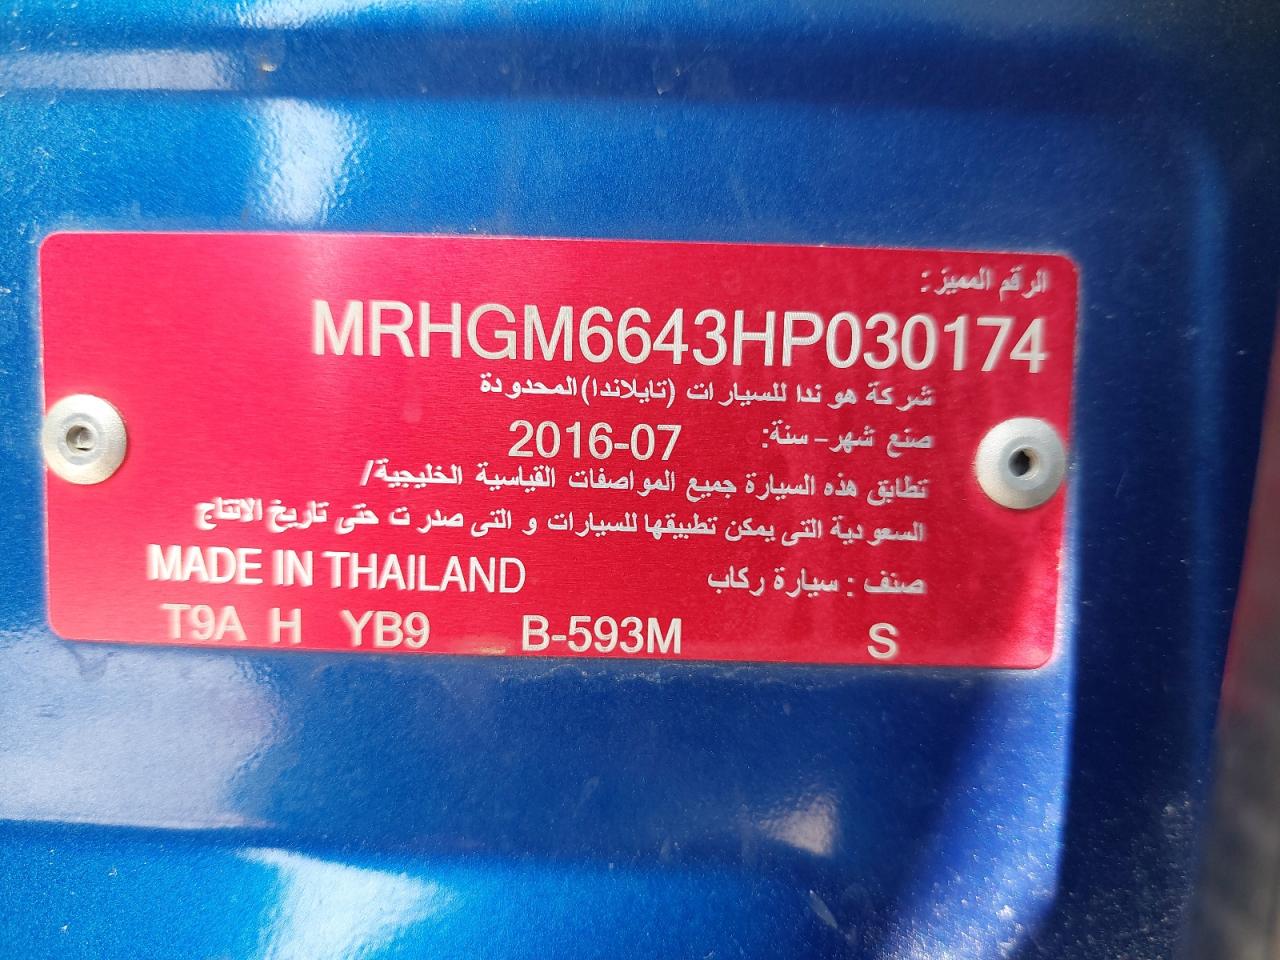 الرقم المميز:
MRHGM6643HP030174
شركة هوندا للسيارات (تايلاندا) المحدودة
صنع شهر - سنة: 2016-07
تطابق هذه السيارة جميع المواصفات القياسية الخليجية/
السعودية التى يمكن تطبيقها للسيارات و التى صدرت حتى تاريخ الانتاج
صنف : سيارة ركاب MADE IN THAILAND
T9A H YB9 B-593M S